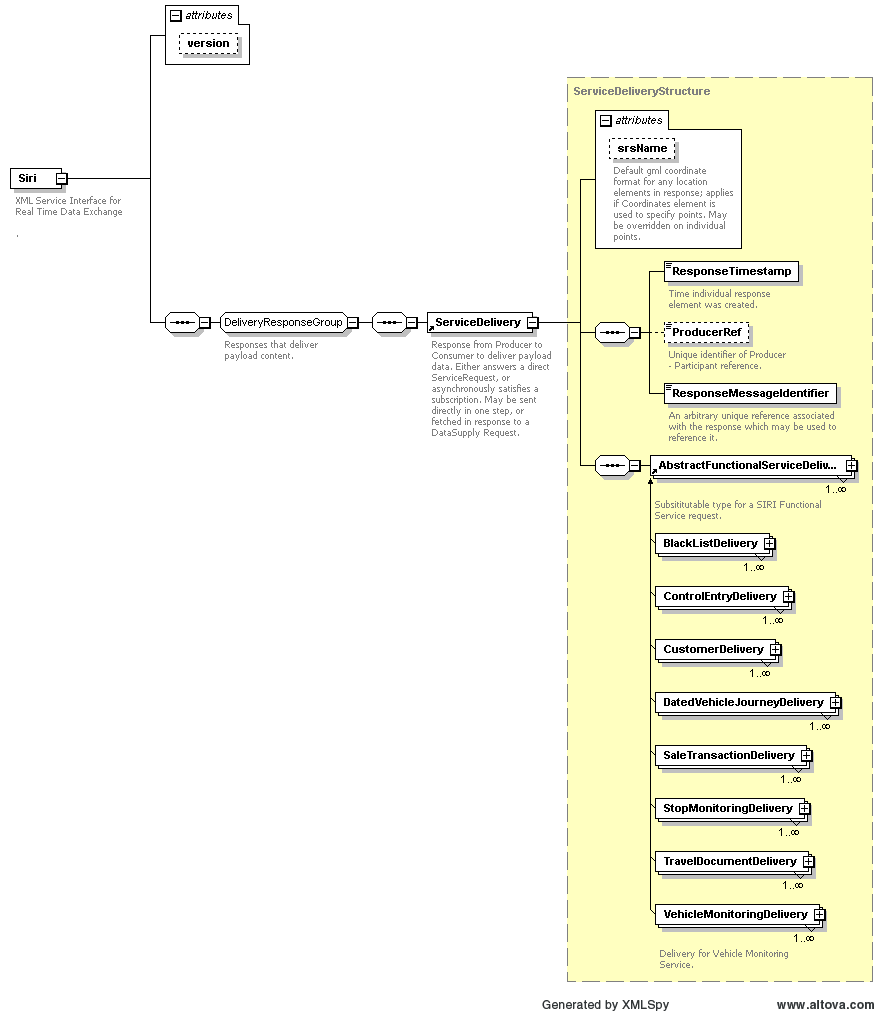 attributes
version
Siri
XML Service Interface for
Real Time Data Exchange
.
DeliveryResponseGroup
Responses that deliver
payload content.
ServiceDelivery
Response from Producer to
Consumer to deliver payload
data. Either answers a direct
ServiceRequest, or
asynchronously satisfies a
subscription. May be sent
directly in one step, or
fetched in response to a
DataSupply Request.
ServiceDeliveryStructure
attributes
srsName
Default gml coordinate
format for any location
elements in response; applies
if Coordinates element is
used to specify points. May
be overridden on individual
points.
ResponseTimestamp
Time individual response
element was created.
ProducerRef
Unique identifier of Producer
- Participant reference.
ResponseMessageIdentifier
An arbitrary unique reference associated
with the response which may be used to
reference it.
AbstractFunctionalServiceDeliv...
1..∞
Subsititutable type for a SIRI Functional
Service request.
BlackListDelivery
1..∞
ControlEntryDelivery
1..∞
CustomerDelivery
1..∞
DatedVehicleJourneyDelivery
1..∞
SaleTransactionDelivery
1..∞
StopMonitoringDelivery
1..∞
TravelDocumentDelivery
1..∞
VehicleMonitoringDelivery
1..∞
Delivery for Vehicle Monitoring
Service.
Generated by XMLSpy
www.altova.com